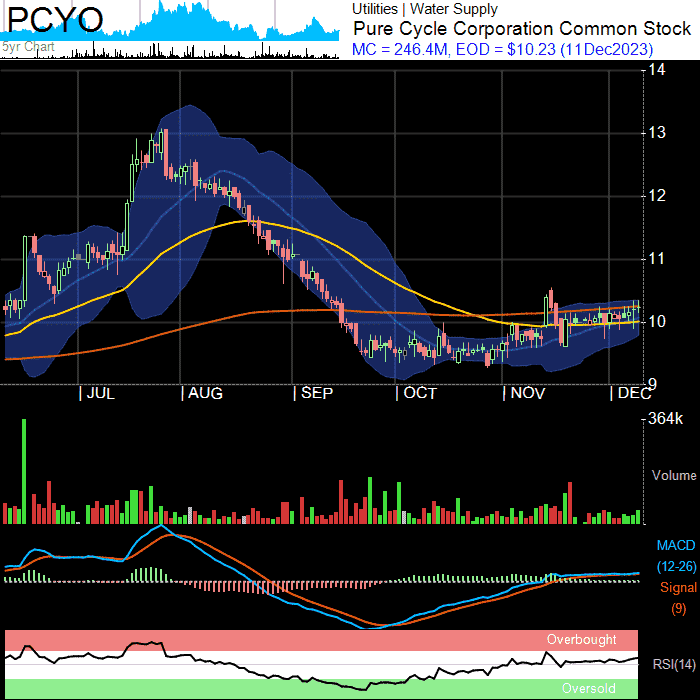 PCYO
5yr Chart
Utilities | Water Supply
Pure Cycle Corporation Common Stock
MC = 246.4M, EOD = $10.23 (11Dec2023)
14
13
12
11
10
9
| JUL | AUG | SEP | OCT | NOV | DEC
364k
Volume
MACD
(12-26)
Signal
(9)
Overbought
RSI(14)
Oversold